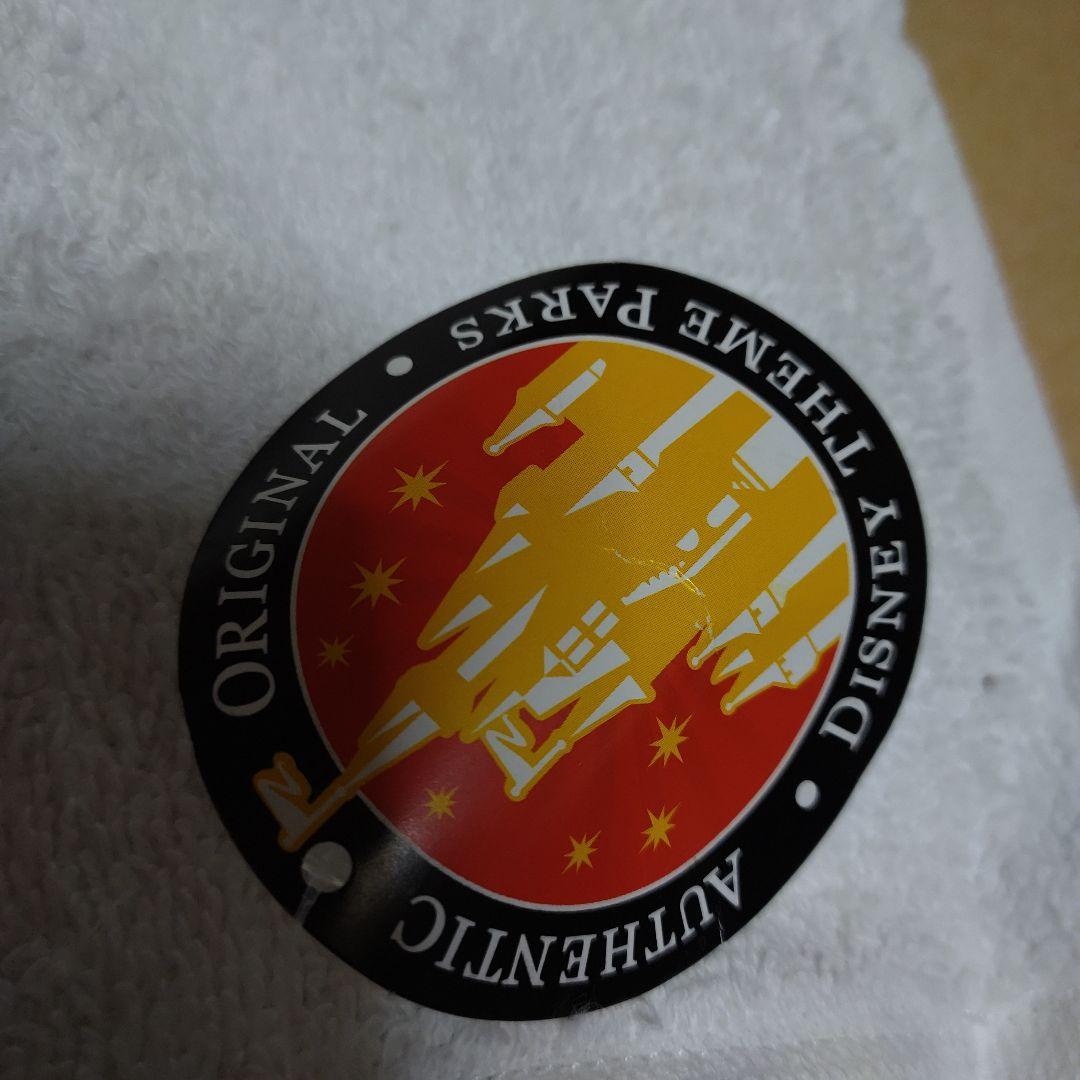 AUTHENTIC • ORIGINAL •
DISNEY THEME PARKS